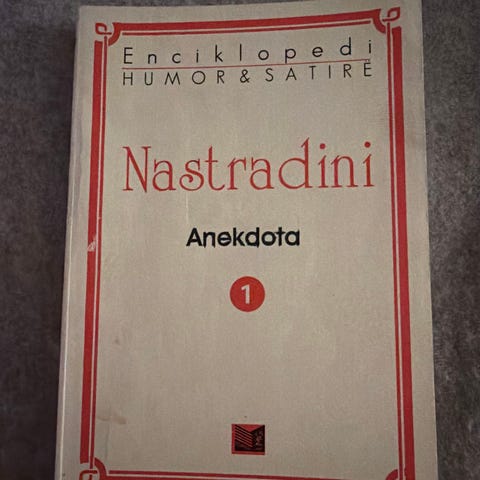 Enciklopedi
HUMOR & SATIRË
Nastradini
Anekdota
1